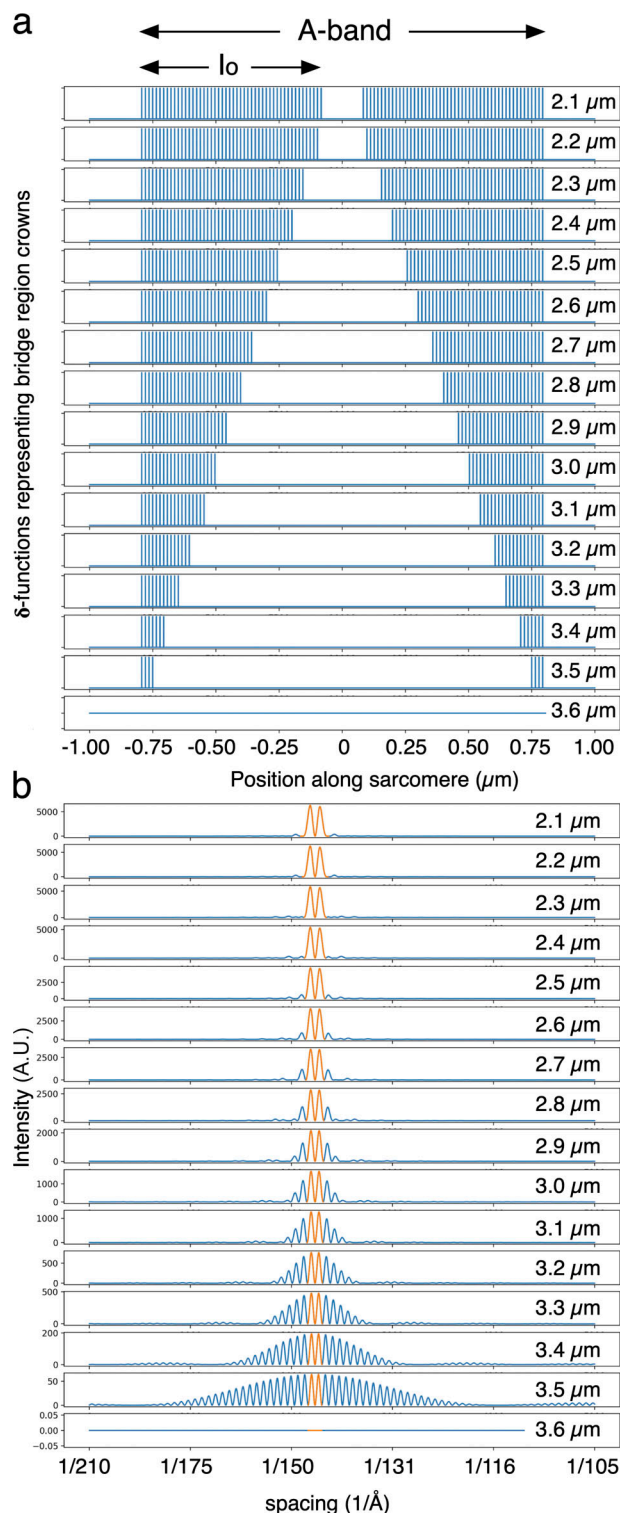 a
A-band
Io
δ-functions representing bridge region crowns
2.1 µm
2.2 µm
2.3 µm
2.4 µm
2.5 µm
2.6 µm
2.7 µm
2.8 µm
2.9 µm
3.0 µm
3.1 µm
3.2 µm
3.3 µm
3.4 µm
3.5 µm
3.6 µm
-1.00 -0.75 -0.50 -0.25 0 0.25 0.50 0.75 1.00
Position along sarcomere (µm)
b
Intensity (A.U.)
5000
0
2.1 µm
5000
0
2.2 µm
5000
0
2.3 µm
5000
0
2.4 µm
2500
0
2.5 µm
2500
0
2.6 µm
2500
0
2.7 µm
2500
0
2.8 µm
2000
0
2.9 µm
1000
0
3.0 µm
1000
0
3.1 µm
500
0
3.2 µm
500
0
3.3 µm
200
0
3.4 µm
50
0
3.5 µm
0.05
0.00
-0.05
3.6 µm
1/210 1/175 1/150 1/131 1/116 1/105
spacing (1/Å)